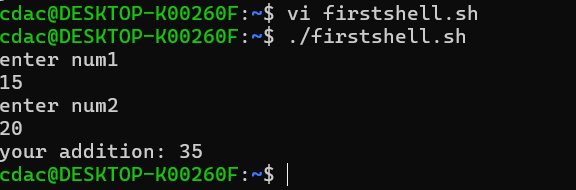 cdac@DESKTOP-K00260F:~$ vi firstshell.sh
cdac@DESKTOP-K00260F:~$ ./firstshell.sh
enter num1
15
enter num2
20
your addition: 35
cdac@DESKTOP-K00260F:~$